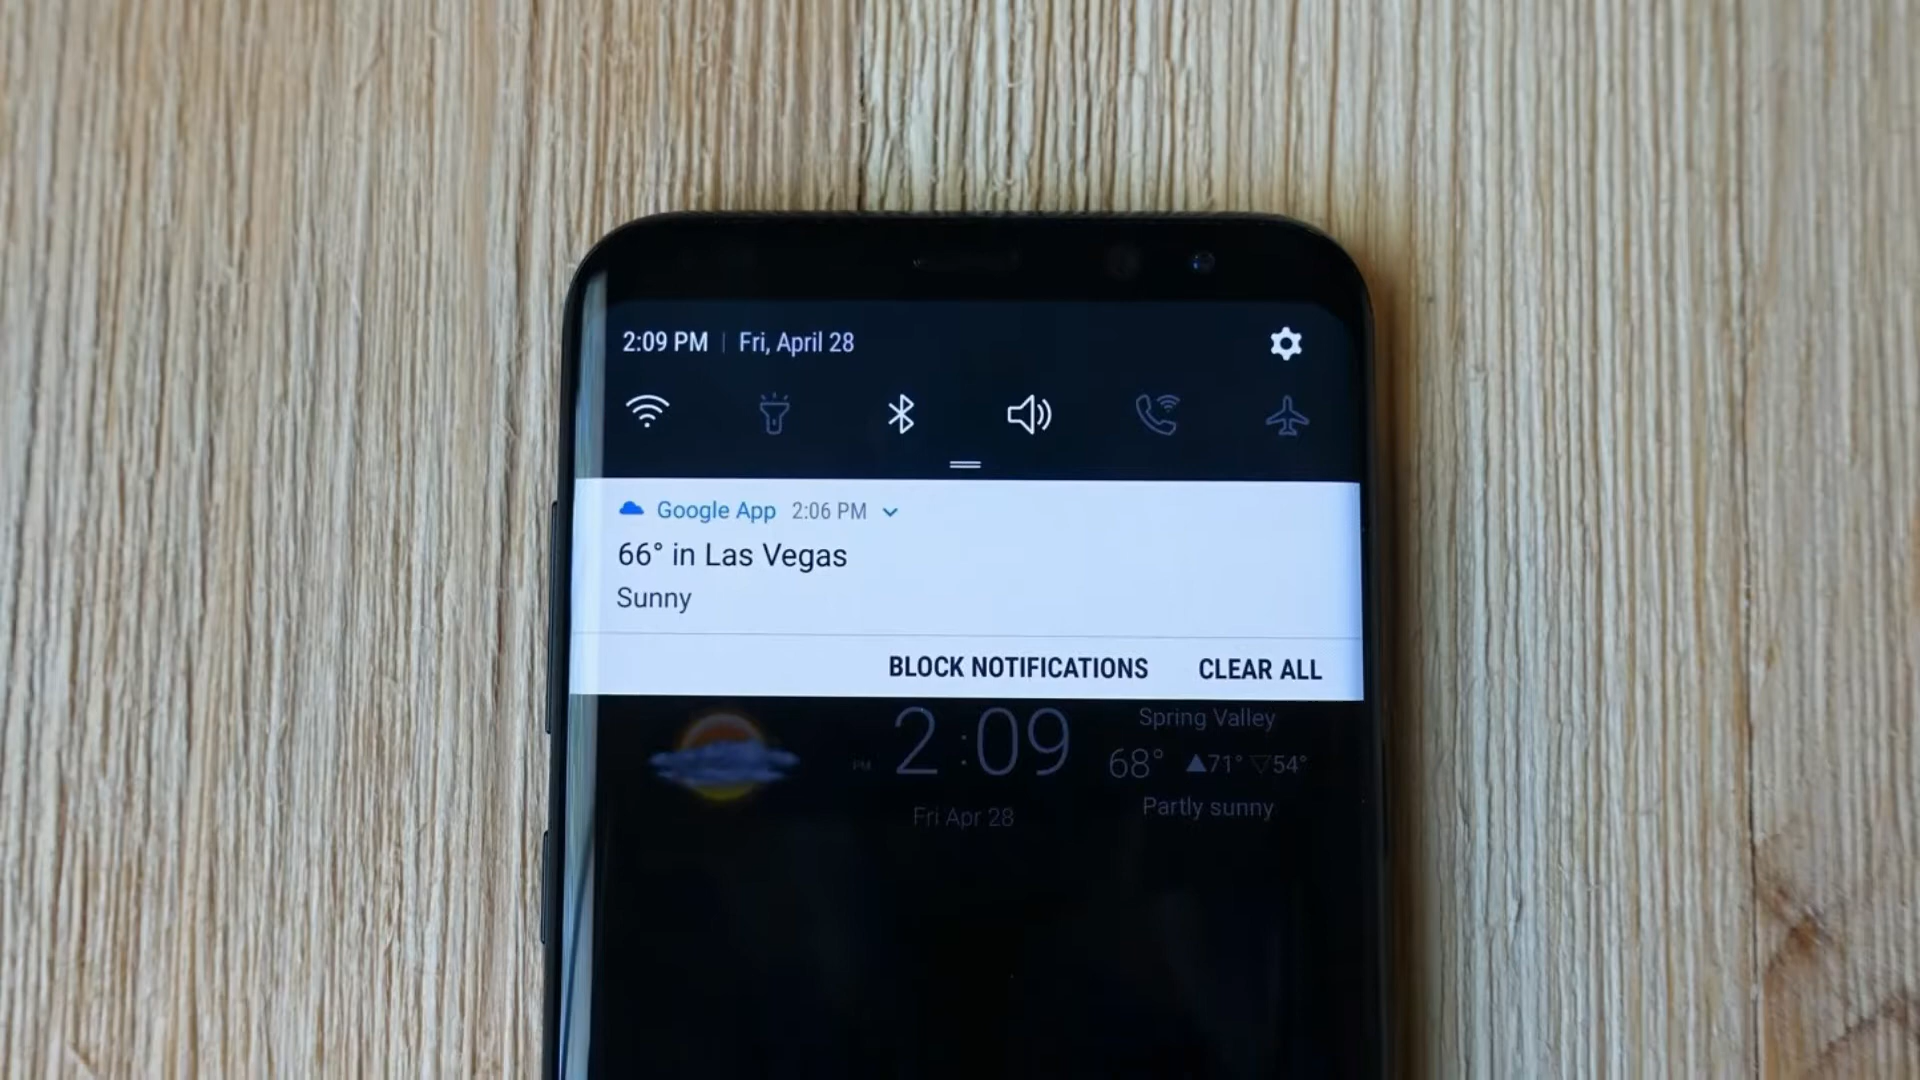 2:09 PM | Fri, April 28
Google App 2:06 PM
66° in Las Vegas
Sunny
BLOCK NOTIFICATIONS CLEAR ALL
PM 2:09
Fri Apr 28
Spring Valley
68° ▲71° ▽54°
Partly sunny